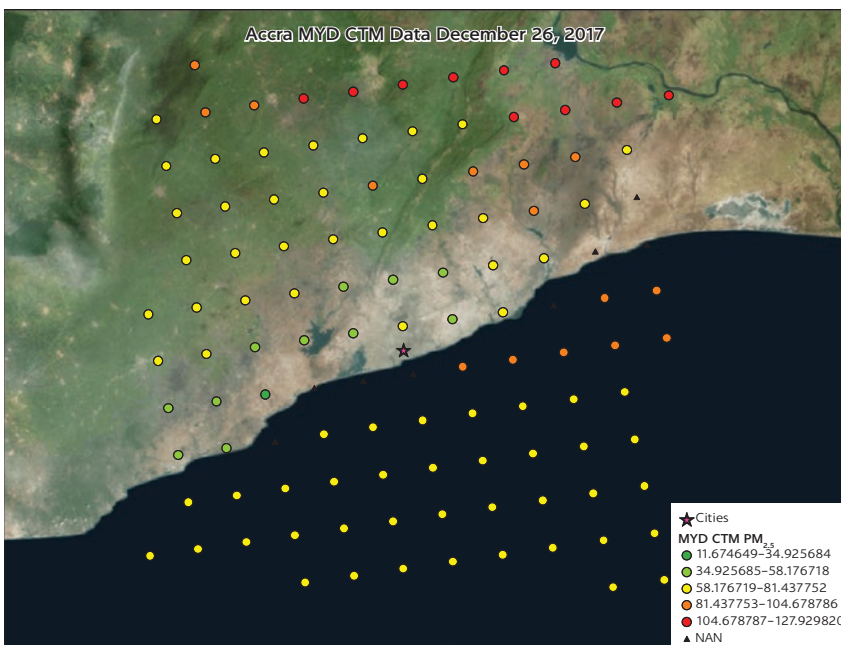 Accra MYD CTM Data December 26, 2017
Cities
MYD CTM PM2.5
11.674649–34.925684
34.925685–58.176718
58.176719–81.437752
81.437753–104.678786
104.678787–127.929820
NAN